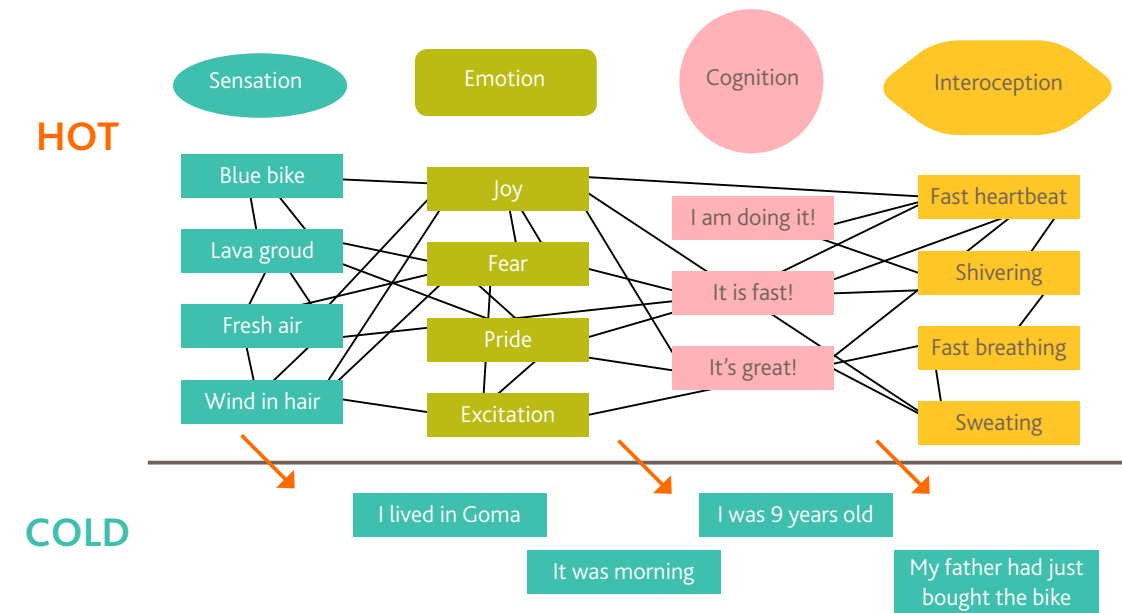 Sensation
Emotion
Cognition
Interoception
HOT
Blue bike
Joy
Fast heartbeat
I am doing it!
Lava groud
Fear
Shivering
It is fast!
Fresh air
Pride
Fast breathing
It's great!
Wind in hair
Excitation
Sweating
COLD
I lived in Goma
I was 9 years old
It was morning
My father had just
bought the bike